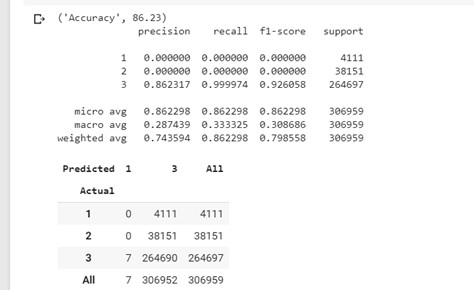 ('Accuracy', 86.23)
precision recall f1-score support
1 0.000000 0.000000 0.000000 4111
2 0.000000 0.000000 0.000000 38151
3 0.862317 0.999974 0.926058 264697
micro avg 0.862298 0.862298 0.862298 306959
macro avg 0.287439 0.333325 0.308686 306959
weighted avg 0.743594 0.862298 0.798558 306959
Predicted 1 3 All
Actual
1 0 4111 4111
2 0 38151 38151
3 7 264690 264697
All 7 306952 306959